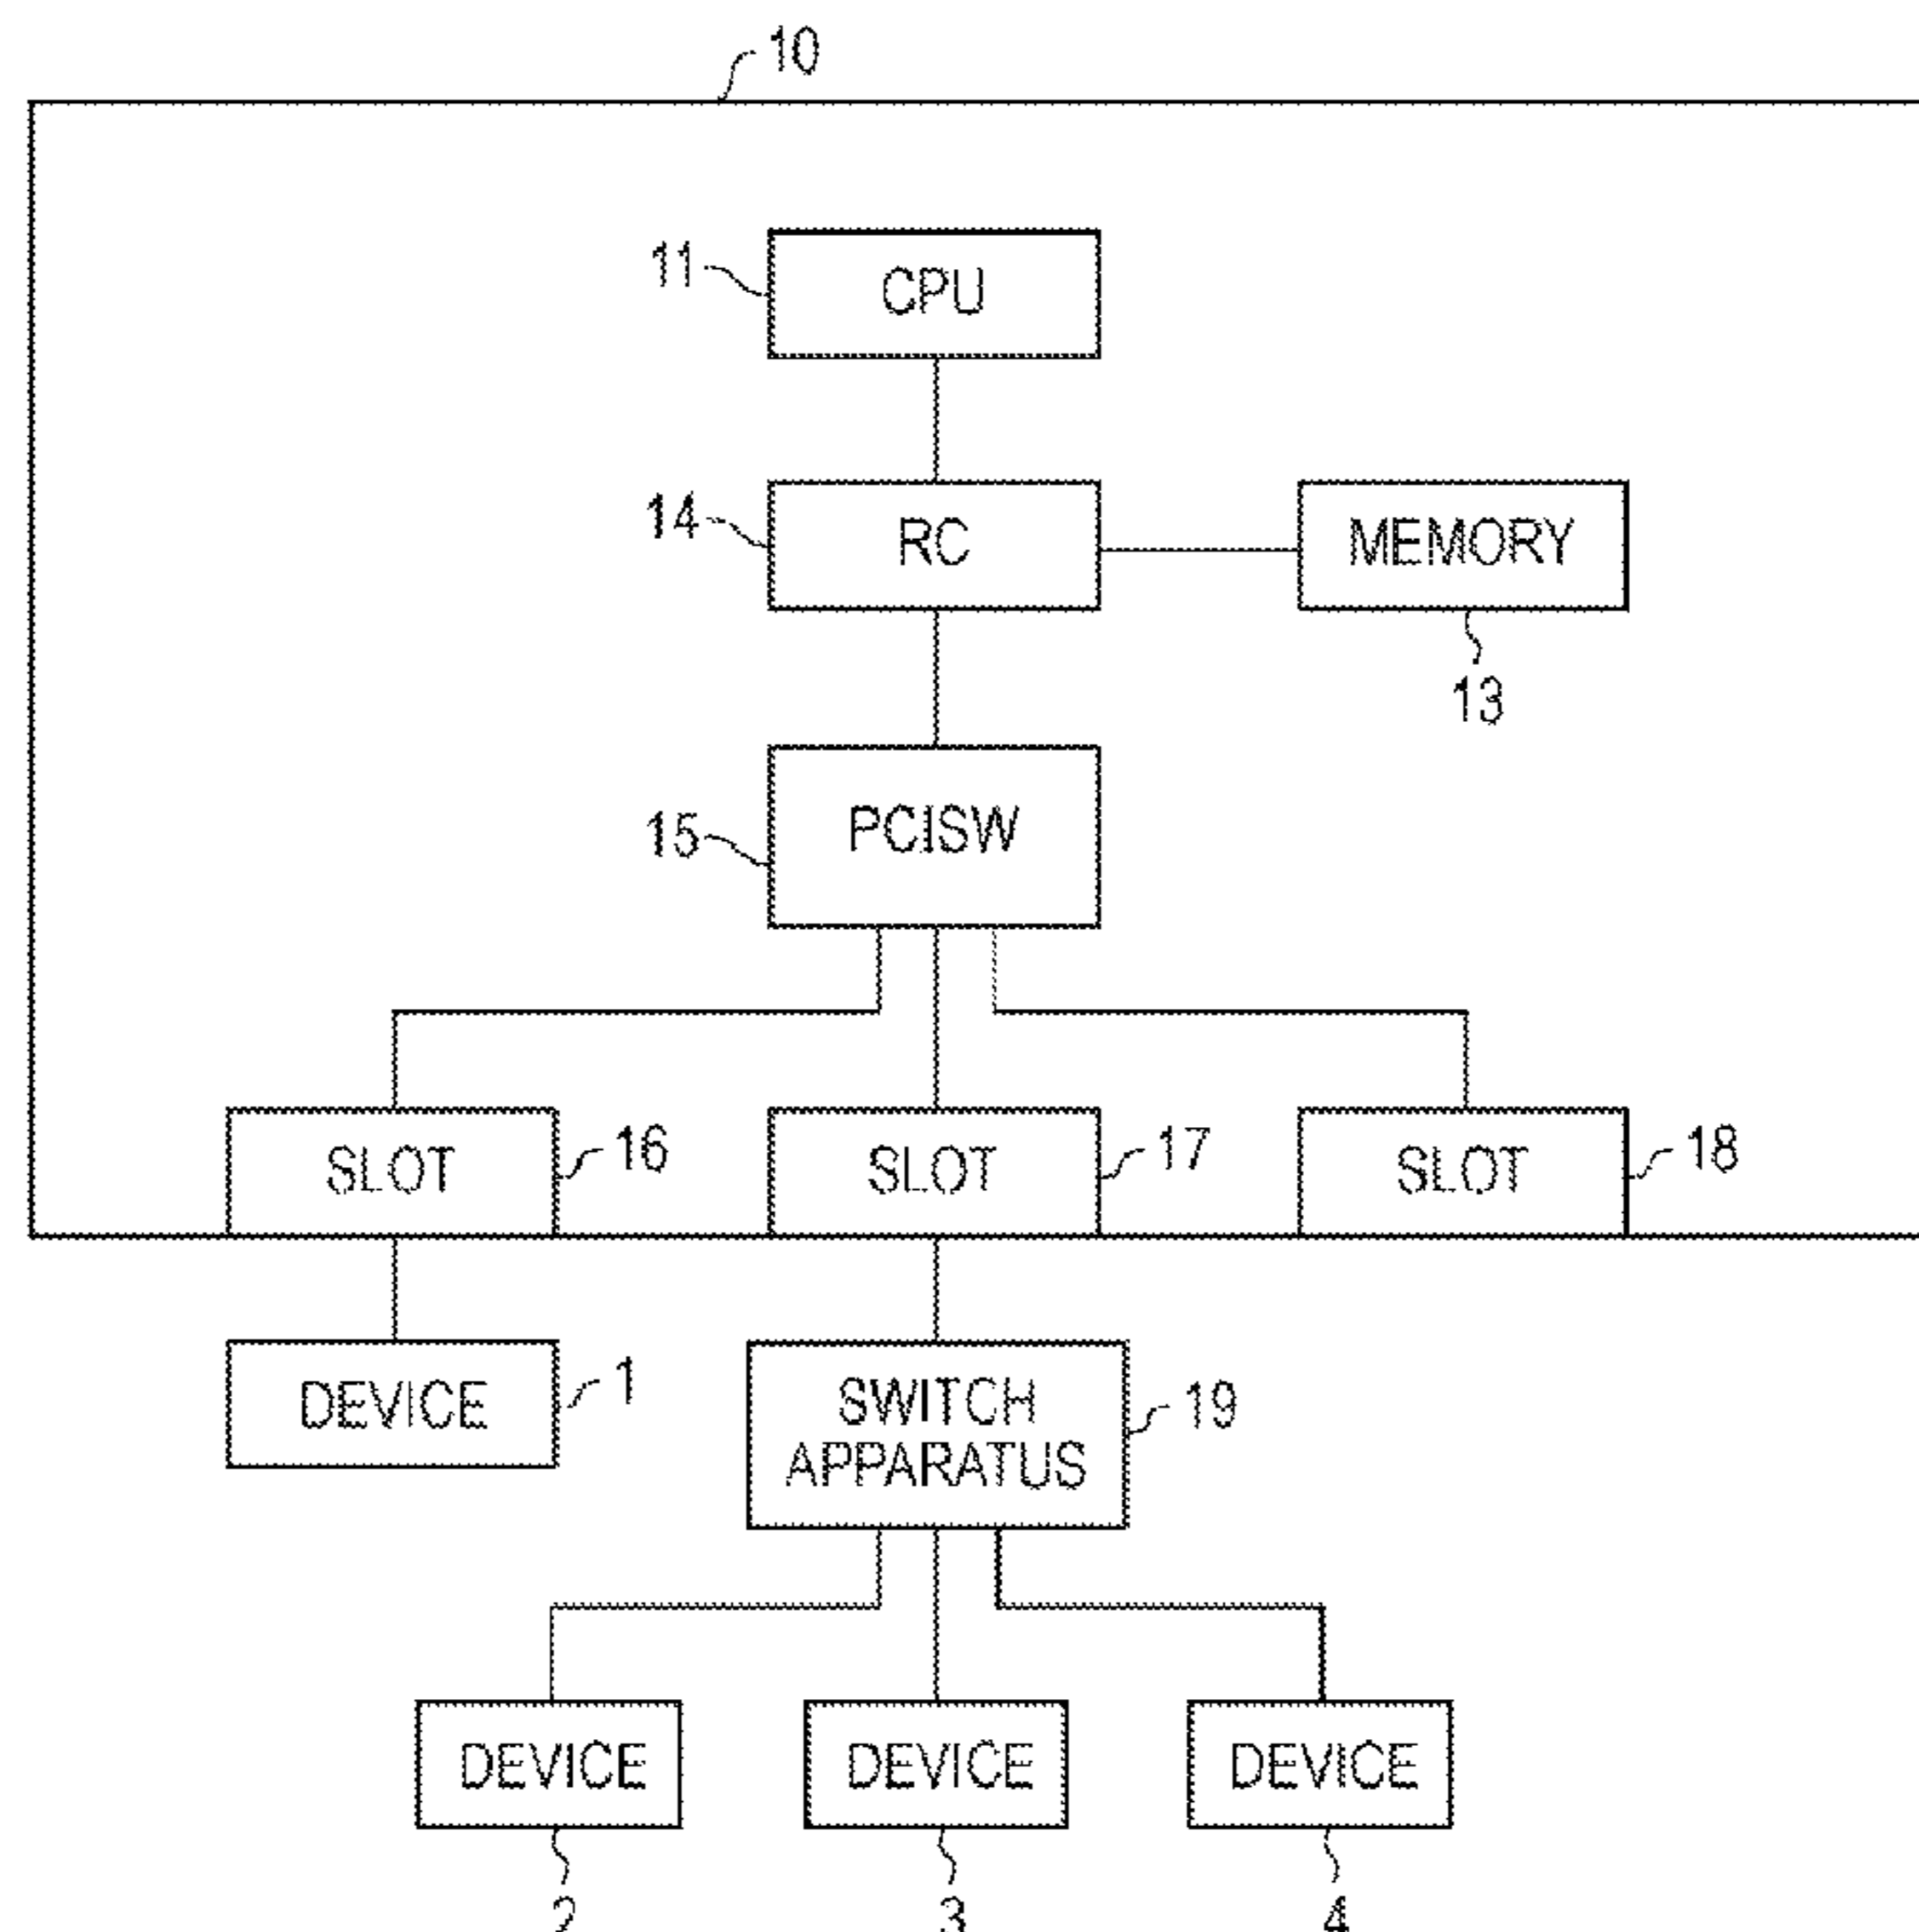 10
11
CPU
14
RC
MEMORY
13
15
PCISW
SLOT
16
SLOT
17
SLOT
18
DEVICE
1
SWITCH
APPARATUS
19
DEVICE
DEVICE
DEVICE
2
3
4